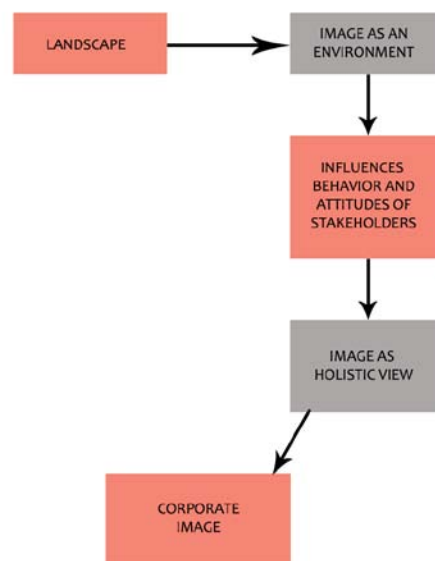 LANDSCAPE
IMAGE AS AN
ENVIRONMENT
INFLUENCES
BEHAVIOR AND
ATTITUDES OF
STAKEHOLDERS
IMAGE AS
HOLISTIC VIEW
CORPORATE
IMAGE